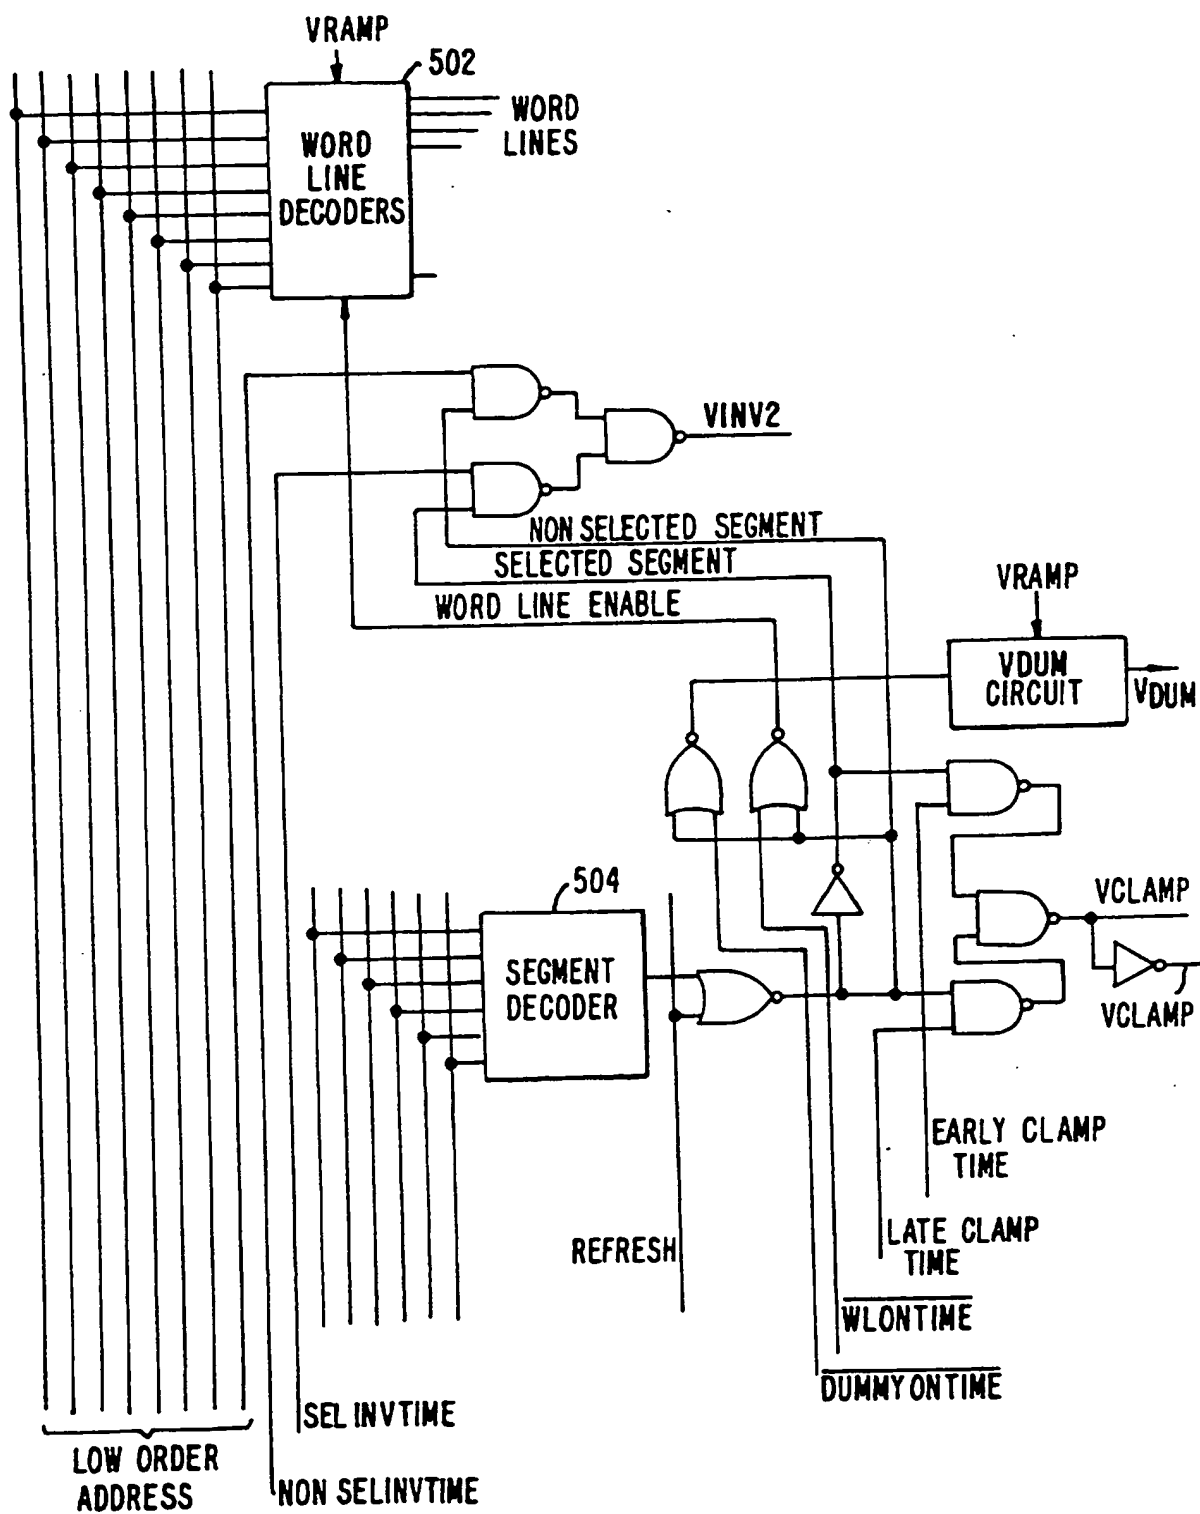 VRAMP
502
WORD
LINES
WORD
LINE
DECODERS
VINV2
NON SELECTED SEGMENT
SELECTED SEGMENT
WORD LINE ENABLE
VRAMP
VDUM
CIRCUIT
VDUM
504
SEGMENT
DECODER
VCLAMP
VCLAMP
EARLY CLAMP
TIME
LATE CLAMP
TIME
REFRESH
WLONTIME
DUMMYONTIME
SELINVTIME
LOW ORDER
ADDRESS
NON SELINVTIME